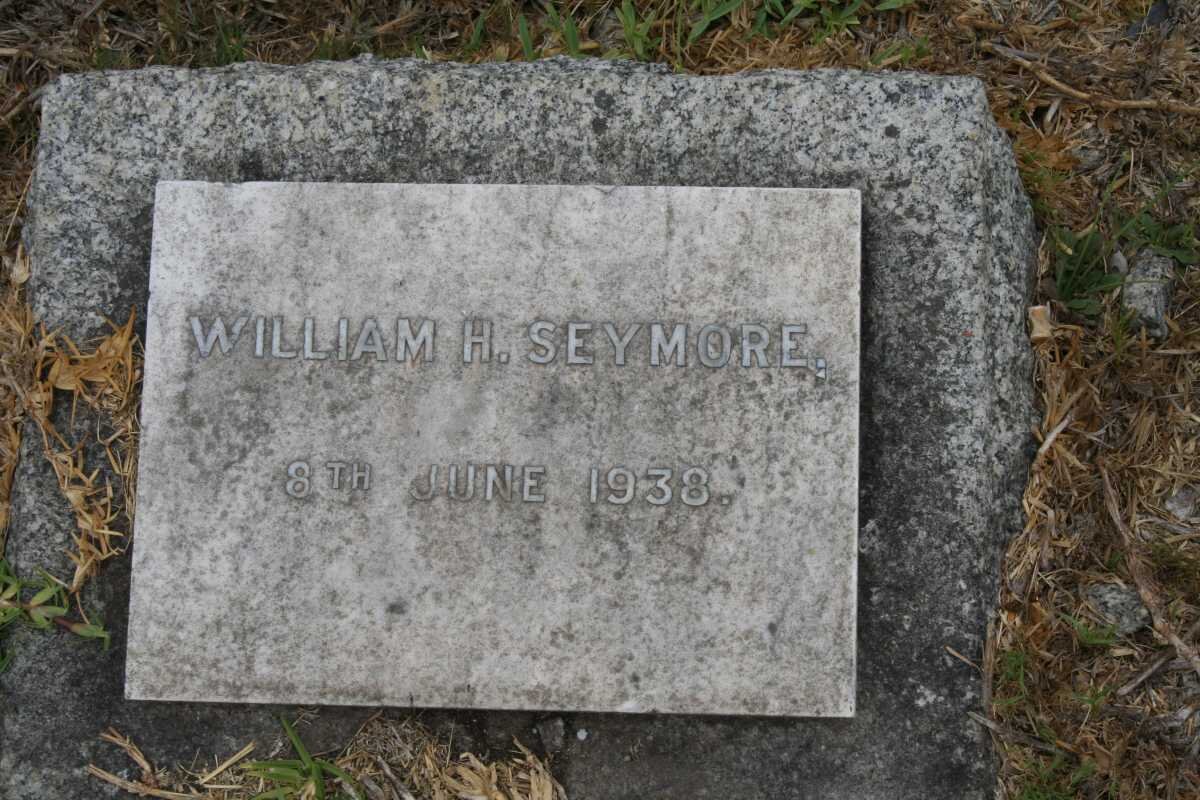 WILLIAM H. SEYMORE,
8TH JUNE 1938.